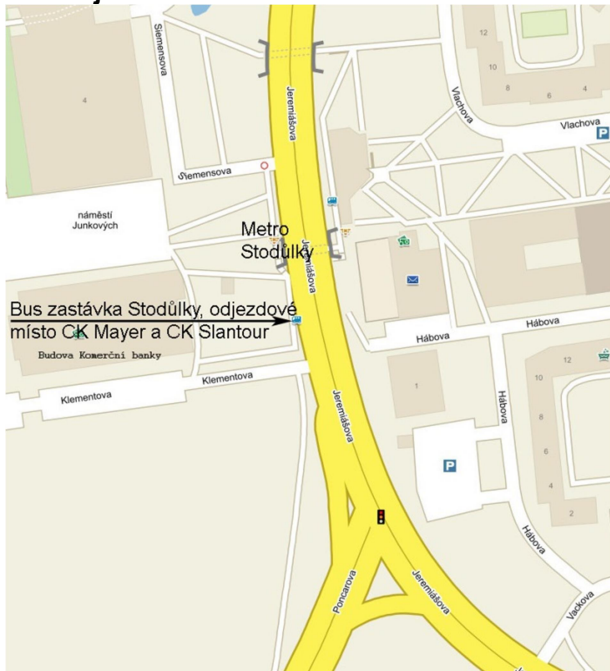 Siemensova
12
10
8
6
4
4
Jeremiášova
Vlachova
Vlachova
P
Siemensova
náměstí
Junkových
Metro
Stodůlky
Jeremiášova
Bus zastávka Stodůlky, odjezdové
místo CK Mayer a CK Slantour
Budova Komerční banky
Hábova
Hábova
Klementova
Klementova
1
12
10
8
6
4
2
Jeremiášova
Hábova
P
Hábova
Poncarova
Jeremiášova
Vackova